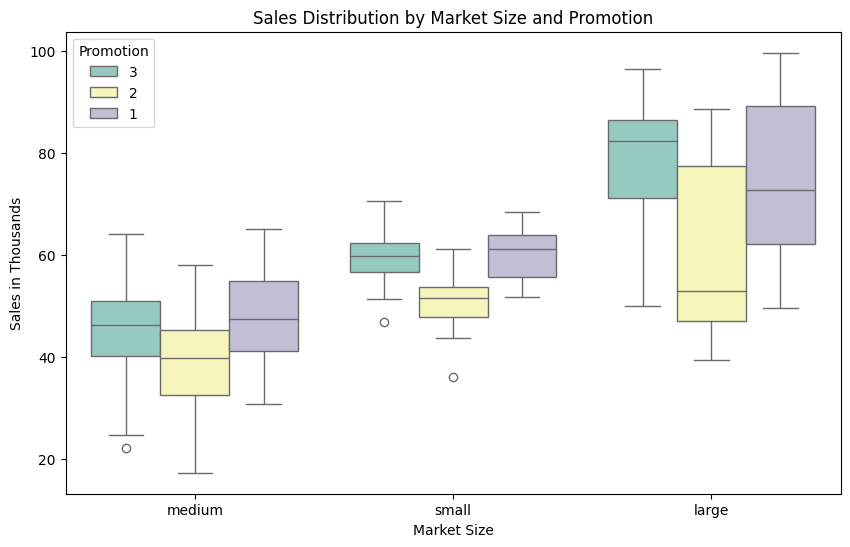 Sales Distribution by Market Size and Promotion
Promotion
3
2
1
100
80
60
40
20
Sales in Thousands
medium
small
large
Market Size